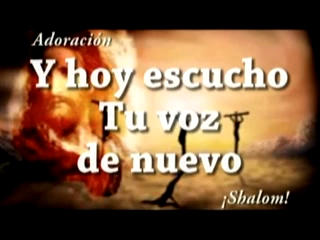 Adoración
Y hoy escucho
Tu voz
de nuevo
¡Shalom!